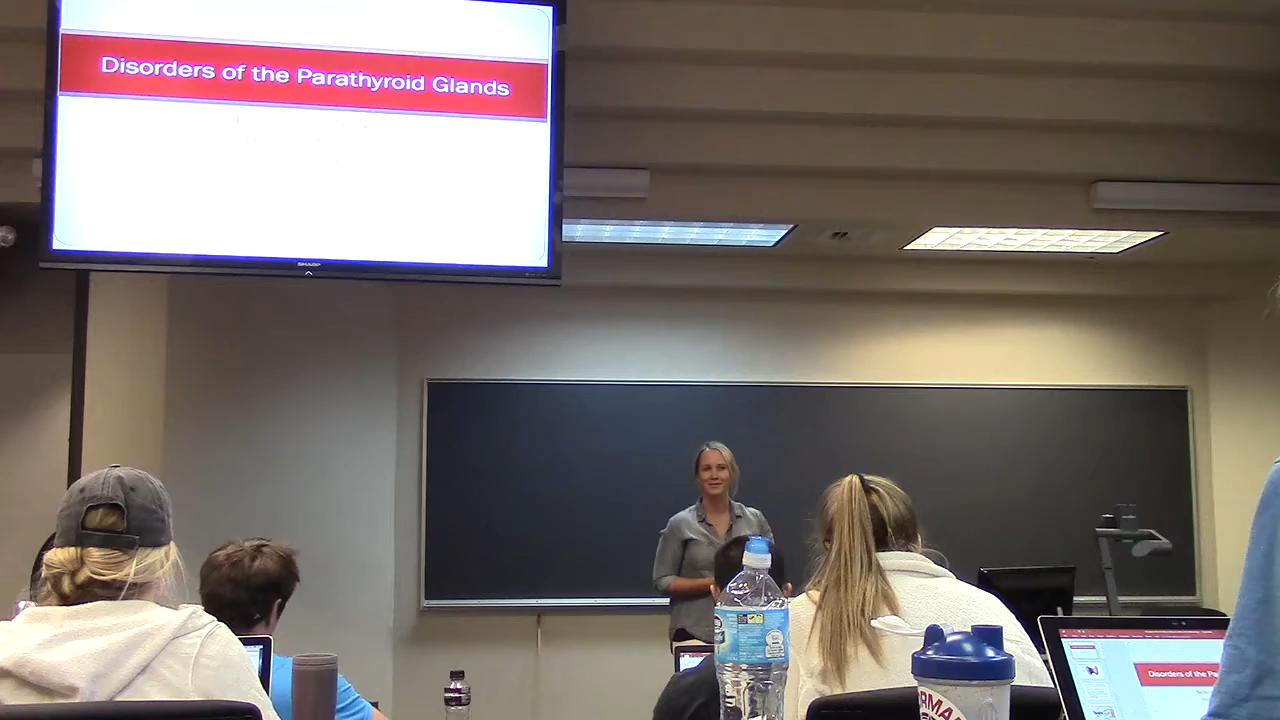 Disorders of the Parathyroid Glands
SHARP
Disorders of the Pa